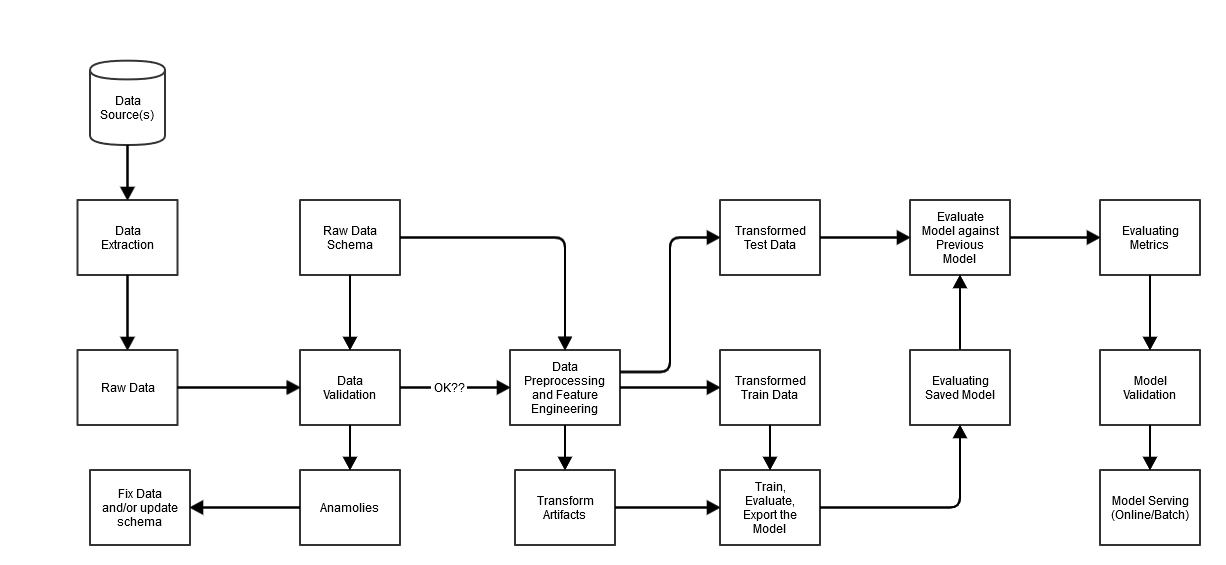 Data
Source(s)
Data
Extraction
Raw Data
Schema
Transformed
Test Data
Evaluate
Model against
Previous
Model
Evaluating
Metrics
Raw Data
Data
Validation
OK??
Data
Preprocessing
and Feature
Engineering
Transformed
Train Data
Evaluating
Saved Model
Model
Validation
Fix Data
and/or update
schema
Anamolies
Transform
Artifacts
Train,
Evaluate,
Export the
Model
Model Serving
(Online/Batch)